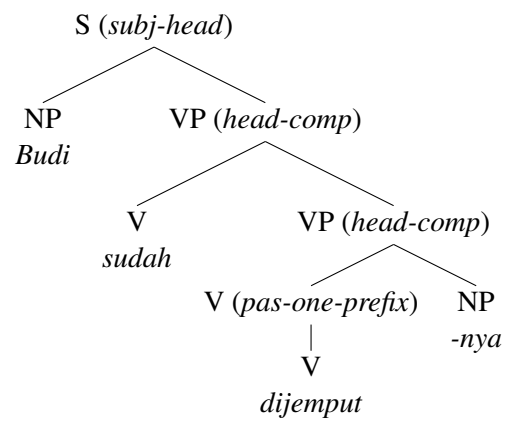 S (subj-head)
NP VP (head-comp)
Budi
V VP (head-comp)
sudah
V (pas-one-prefix) NP
-nya
V
dijemput